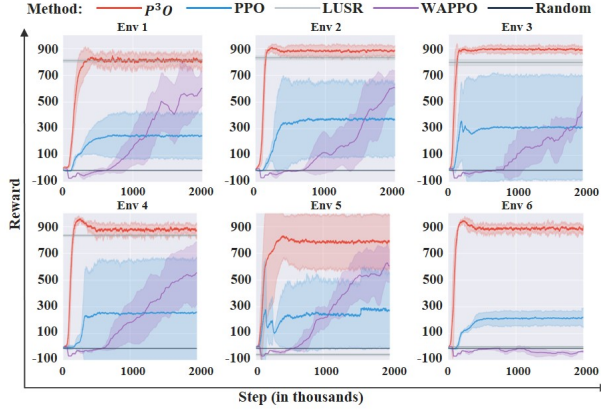 Method: P³O PPO LUSR WAPPO Random
Env 1 Env 2 Env 3
900 900 900
700 700 700
500 500 500
300 300 300
100 100 100
-100 -100 -100
0 1000 2000 0 1000 2000 0 1000 2000
Env 4 Env 5 Env 6
900 900 900
700 700 700
500 500 500
300 300 300
100 100 100
-100 -100 -100
0 1000 2000 0 1000 2000 0 1000 2000
Reward
Step (in thousands)